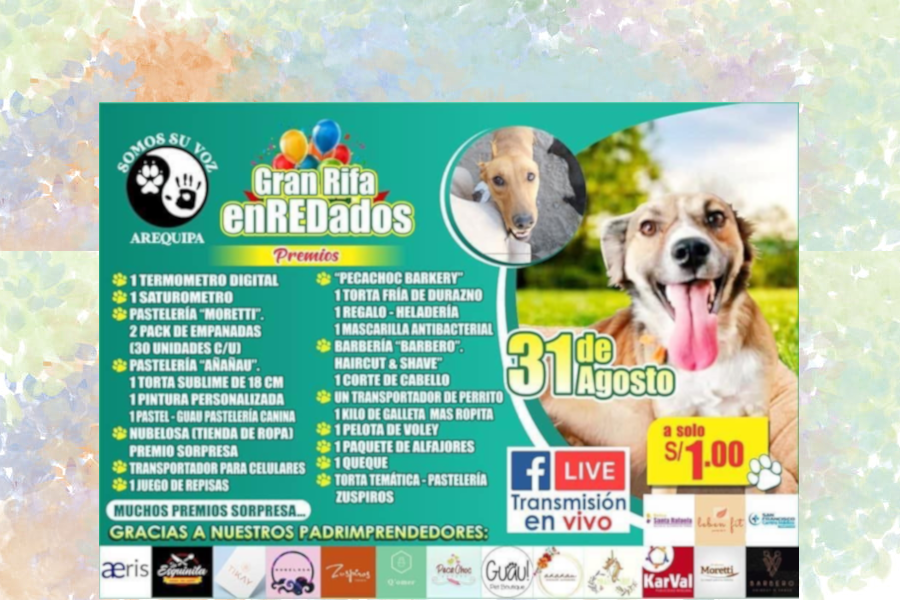 SOMOS SU VOZ
AREQUIPA
Gran Rifa
enREDados
Premios
1 TERMOMETRO DIGITAL
1 SATUROMETRO
PASTELERÍA "MORETTI".
2 PACK DE EMPANADAS
(30 UNIDADES C/U)
PASTELERÍA "AÑAÑAU".
1 TORTA SUBLIME DE 18 CM
1 PINTURA PERSONALIZADA
1 PASTEL - GUAU PASTELERÍA CANINA
NUBELOSA (TIENDA DE ROPA)
PREMIO SORPRESA
TRANSPORTADOR PARA CELULARES
1 JUEGO DE REPISAS
"PECACHOC BARKERY"
1 TORTA FRÍA DE DURAZNO
1 REGALO - HELADERÍA
1 MASCARILLA ANTIBACTERIAL
BARBERÍA "BARBERO".
HAIRCUT & SHAVE"
1 CORTE DE CABELLO
UN TRANSPORTADOR DE PERRITO
1 KILO DE GALLETA MAS ROPITA
1 PELOTA DE VOLEY
1 PAQUETE DE ALFAJORES
1 QUEQUE
TORTA TEMÁTICA - PASTELERÍA
ZUSPIROS
31 de
Agosto
a solo
S/ 1.00
f LIVE
Transmisión
en vivo
MUCHOS PREMIOS SORPRESA...
GRACIAS A NUESTROS PADRIMPRENDEDORES:
Santa Rafaela
aeris
Esquinita
NUBELOSA
Zuspiros
PecaChoc
GUAU!
KarVal
Moretti
BARBERO